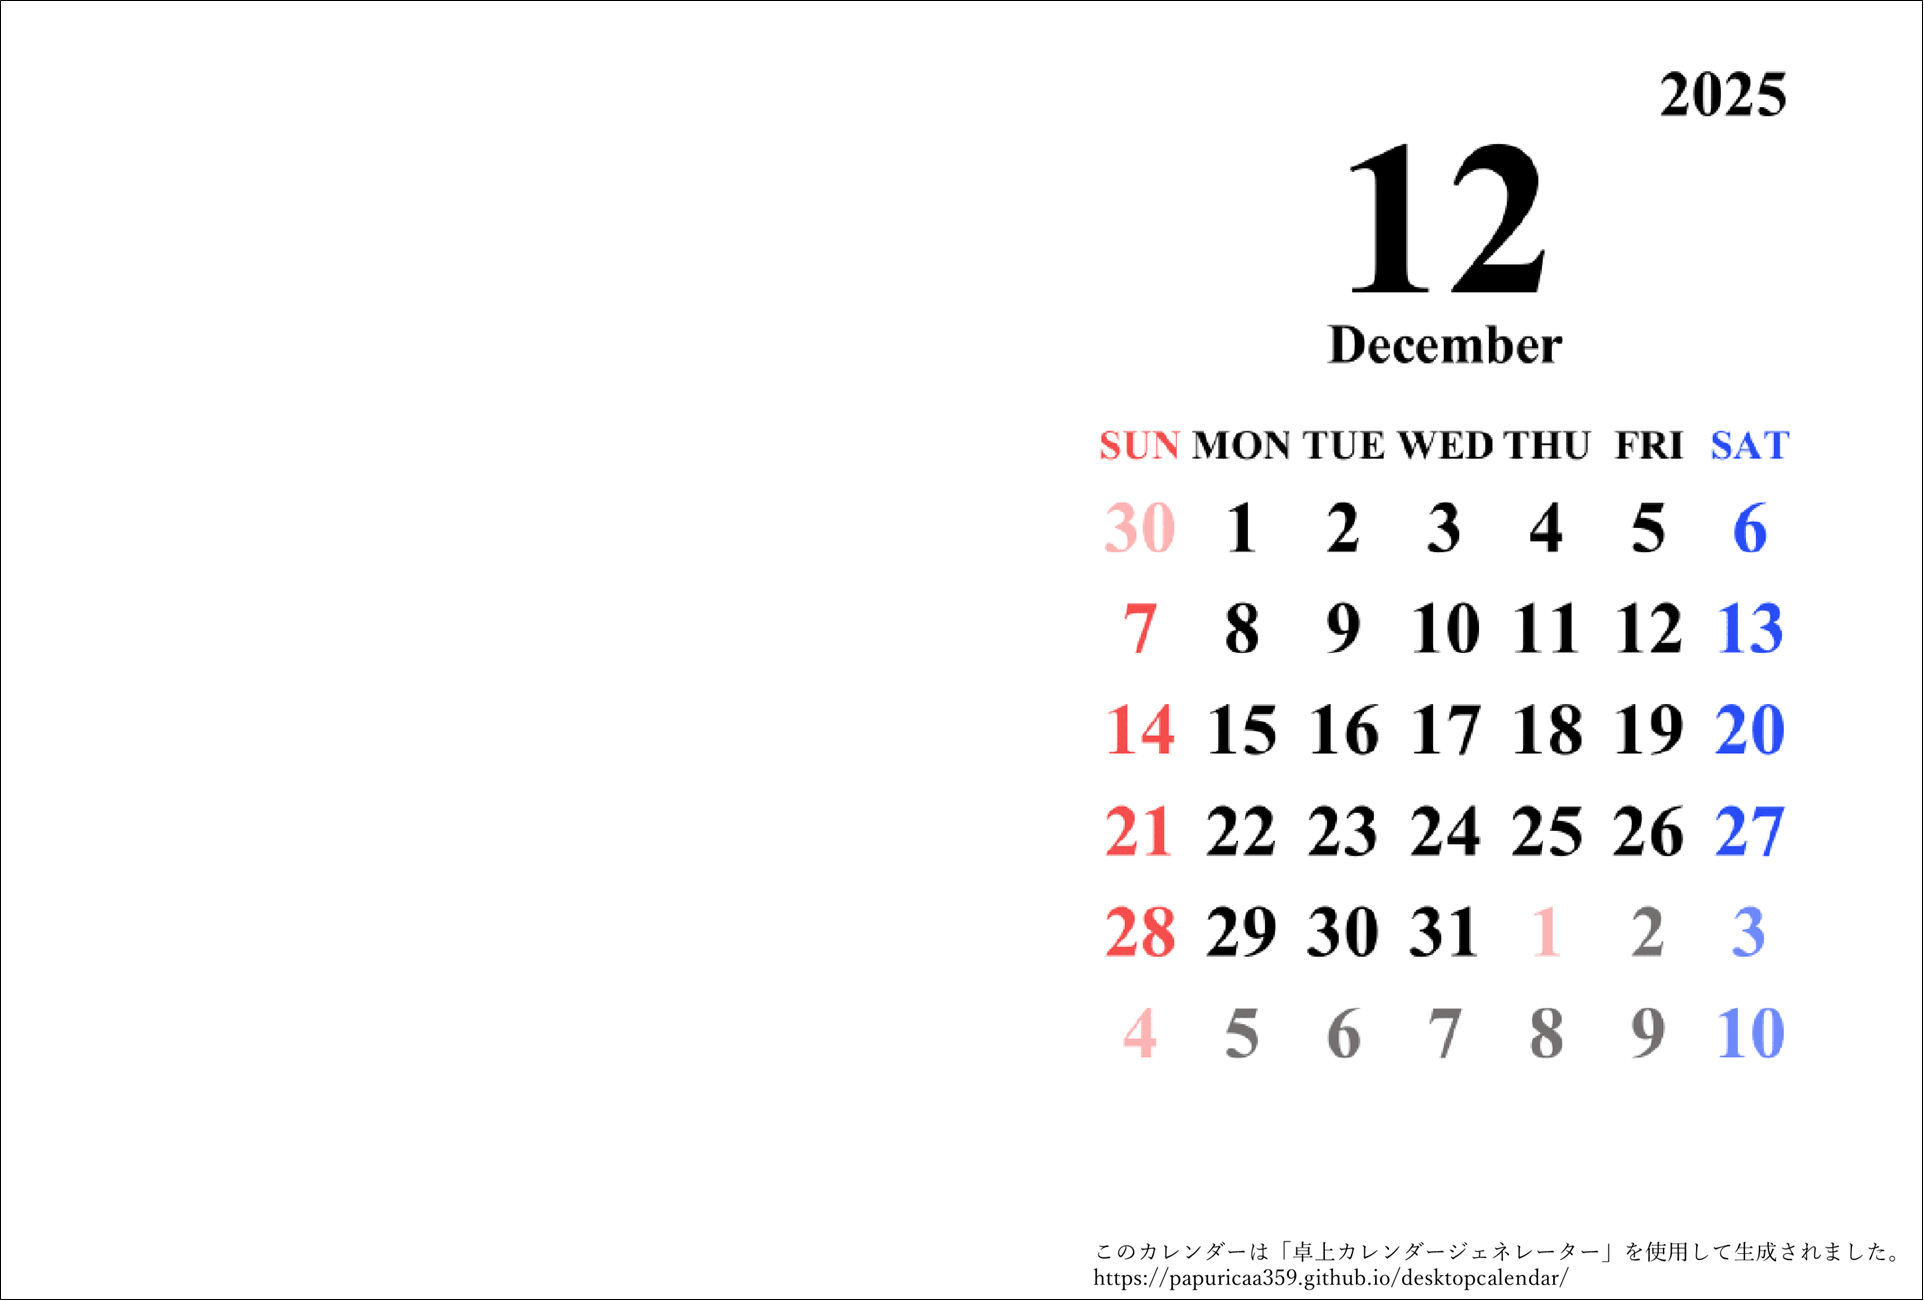 2025
12
December
SUN MON TUE WED THU FRI SAT
30 1 2 3 4 5 6
7 8 9 10 11 12 13
14 15 16 17 18 19 20
21 22 23 24 25 26 27
28 29 30 31 1 2 3
4 5 6 7 8 9 10
このカレンダーは「卓上カレンダージェネレーター」を使用して生成されました。
https://papuricaa359.github.io/desktopcalendar/